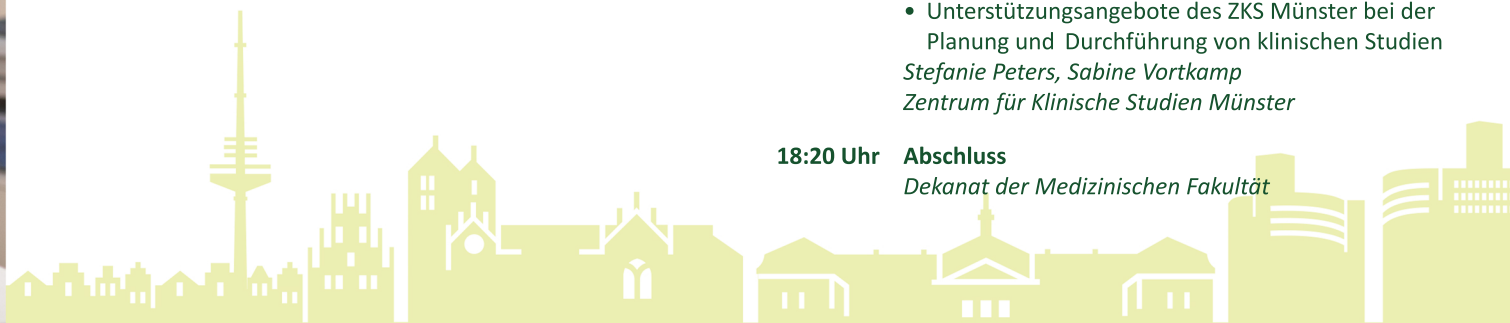 • Unterstützungsangebote des ZKS Münster bei der
Planung und Durchführung von klinischen Studien
Stefanie Peters, Sabine Vortkamp
Zentrum für Klinische Studien Münster
18:20 Uhr Abschluss
Dekanat der Medizinischen Fakultät